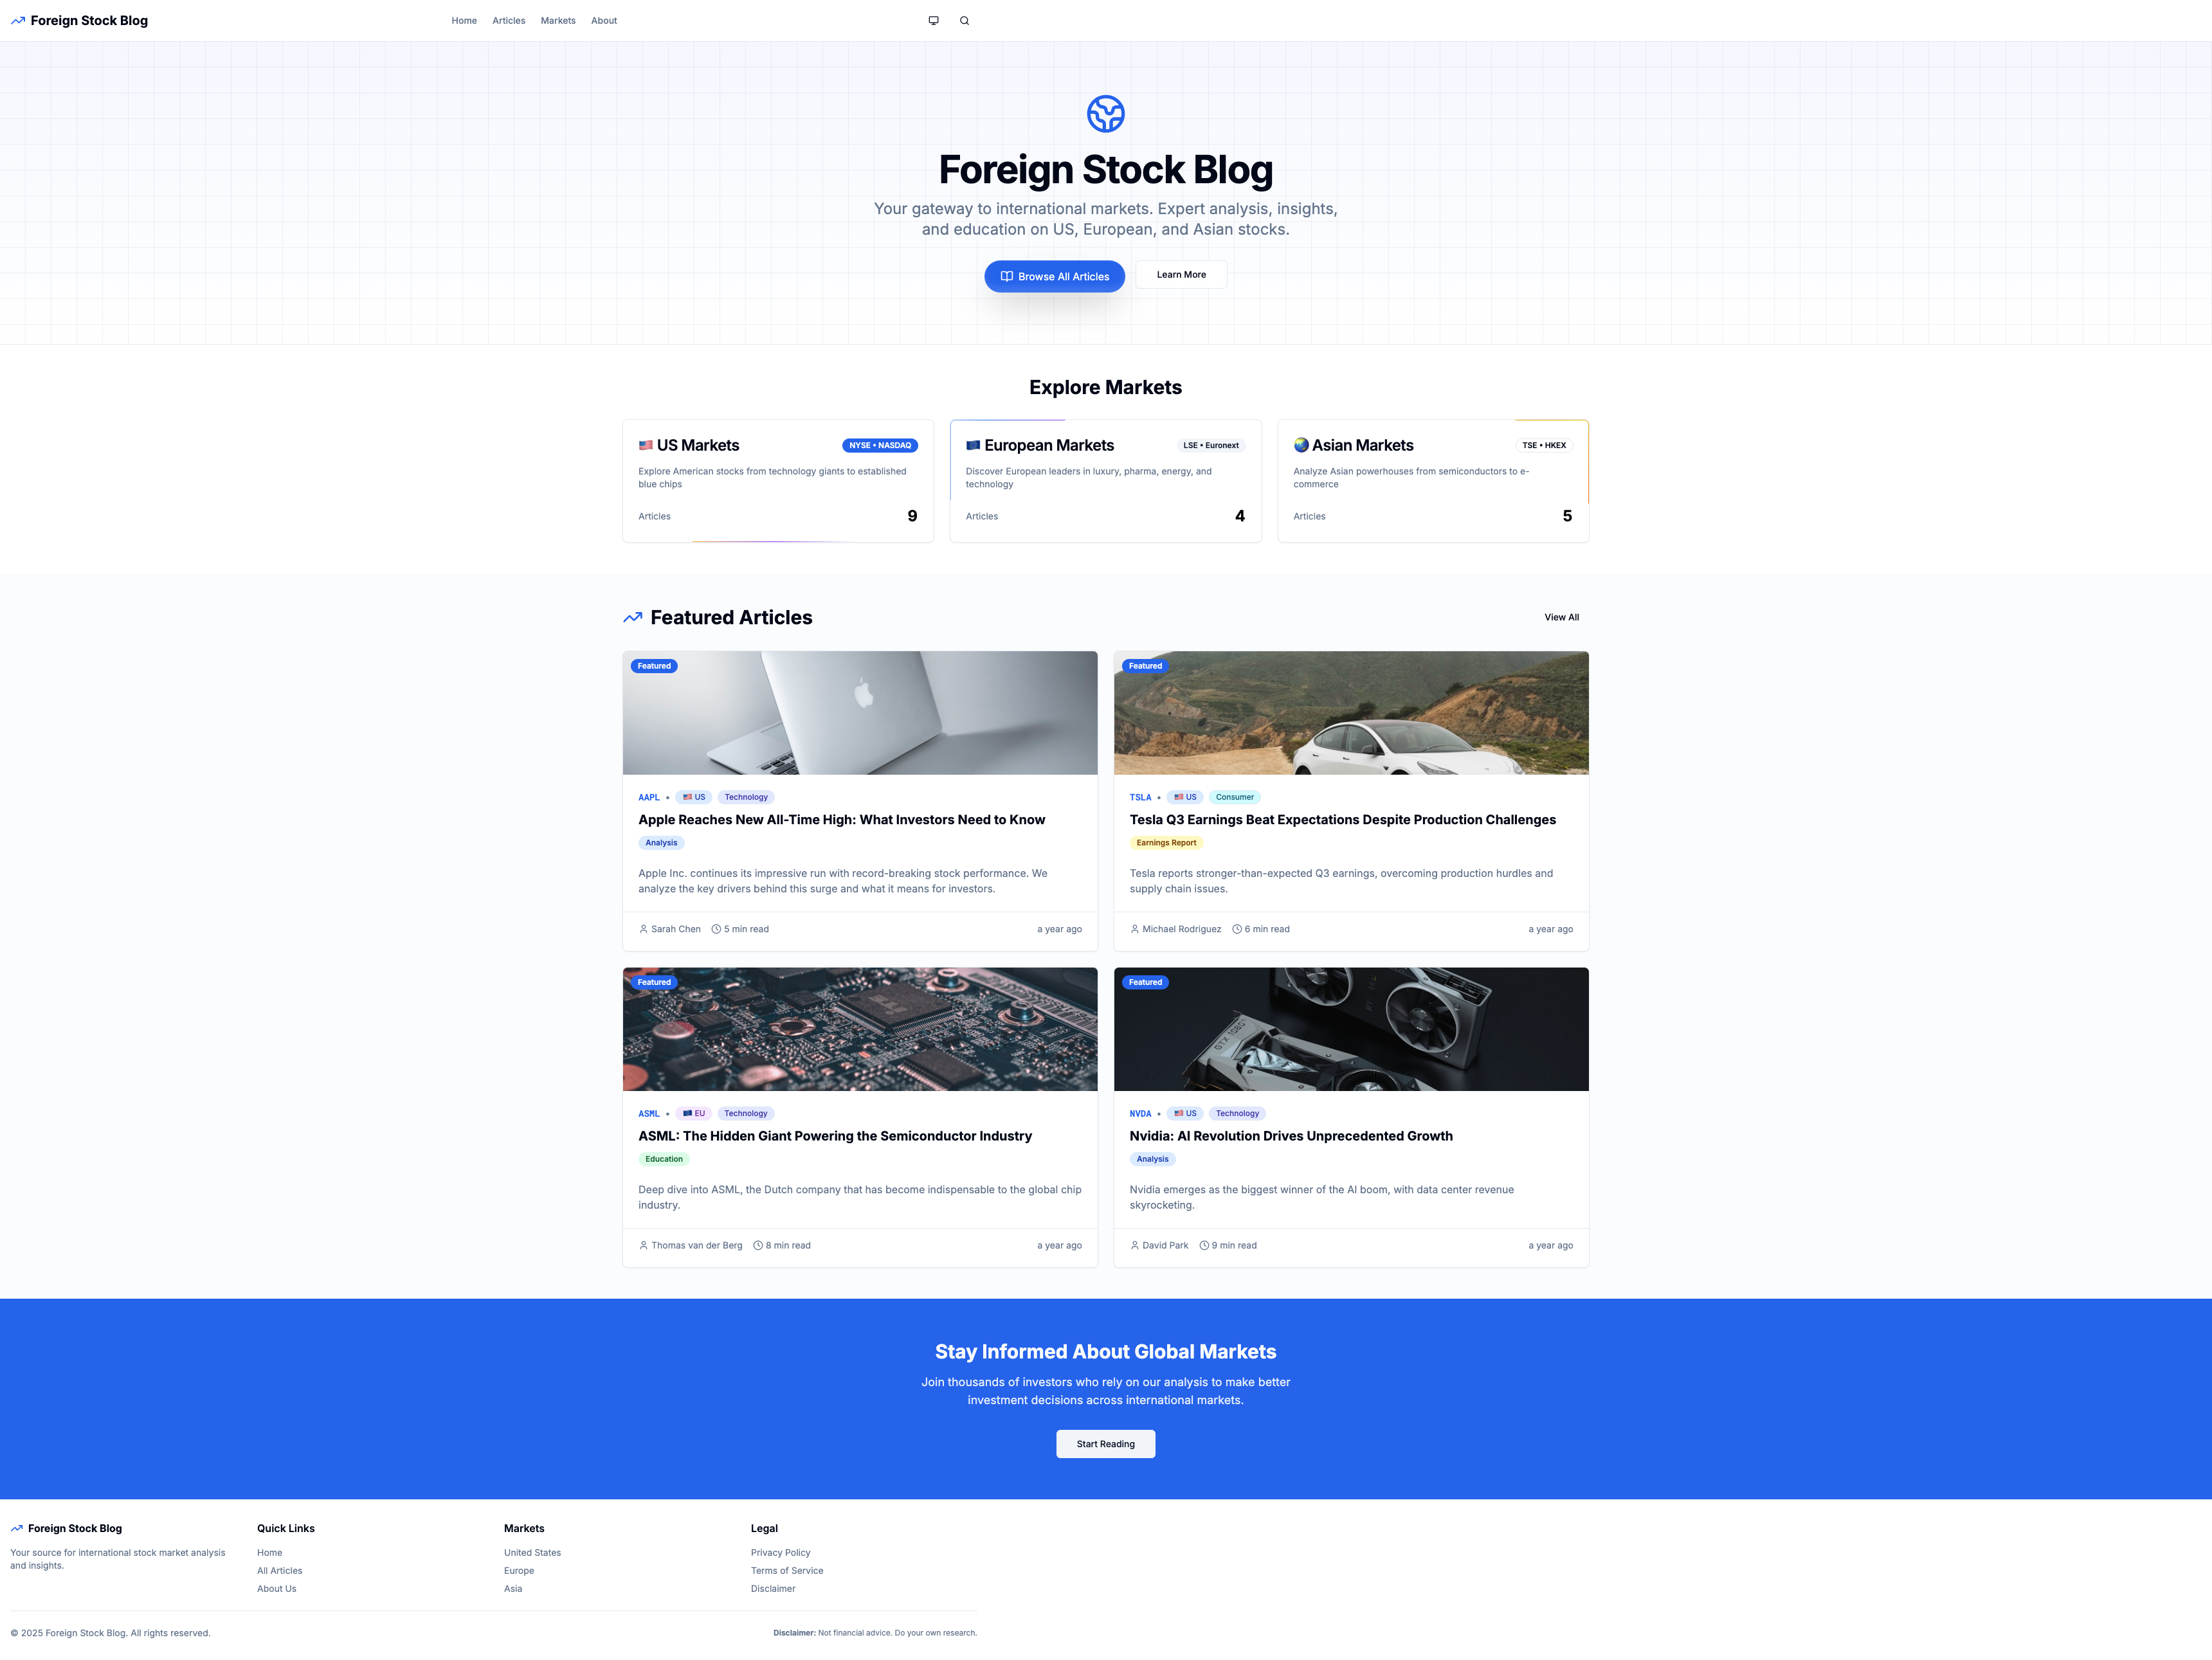 Foreign Stock Blog
Home
Articles
Markets
About
Foreign Stock Blog
Your gateway to international markets. Expert analysis, insights,
and education on US, European, and Asian stocks.
Browse All Articles
Learn More
Explore Markets
US Markets
NYSE • NASDAQ
Explore American stocks from technology giants to established
blue chips
Articles
9
European Markets
LSE • Euronext
Discover European leaders in luxury, pharma, energy, and
technology
Articles
4
Asian Markets
TSE • HKEX
Analyze Asian powerhouses from semiconductors to e-
commerce
Articles
5
Featured Articles
View All
Featured
AAPL •
US
Technology
Apple Reaches New All-Time High: What Investors Need to Know
Analysis
Apple Inc. continues its impressive run with record-breaking stock performance. We
analyze the key drivers behind this surge and what it means for investors.
Sarah Chen
5 min read
a year ago
Featured
TSLA •
US
Consumer
Tesla Q3 Earnings Beat Expectations Despite Production Challenges
Earnings Report
Tesla reports stronger-than-expected Q3 earnings, overcoming production hurdles and
supply chain issues.
Michael Rodriguez
6 min read
a year ago
Featured
ASML •
EU
Technology
ASML: The Hidden Giant Powering the Semiconductor Industry
Education
Deep dive into ASML, the Dutch company that has become indispensable to the global chip
industry.
Thomas van der Berg
8 min read
a year ago
Featured
GTX 1080
NVDA •
US
Technology
Nvidia: AI Revolution Drives Unprecedented Growth
Analysis
Nvidia emerges as the biggest winner of the AI boom, with data center revenue
skyrocketing.
David Park
9 min read
a year ago
Stay Informed About Global Markets
Join thousands of investors who rely on our analysis to make better
investment decisions across international markets.
Start Reading
Foreign Stock Blog
Your source for international stock market analysis
and insights.
Quick Links
Home
All Articles
About Us
Markets
United States
Europe
Asia
Legal
Privacy Policy
Terms of Service
Disclaimer
© 2025 Foreign Stock Blog. All rights reserved.
Disclaimer: Not financial advice. Do your own research.